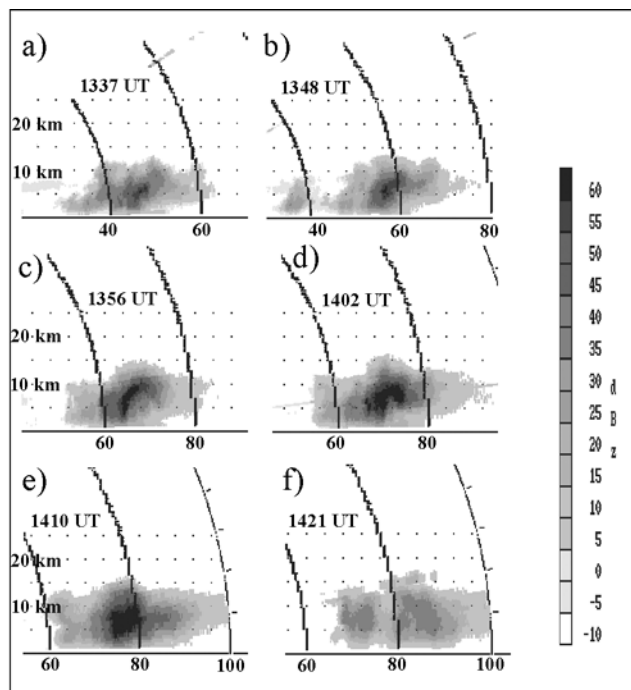 a)
1337 UT
20 km
10 km
40 60
b)
1348 UT
40 60 80
c)
1356 UT
20 km
10 km
60 80
d)
1402 UT
60 80
e)
1410 UT
20 km
10 km
60 80 100
f)
1421 UT
60 80 100
60
55
50
45
40
35
30
25
20
15
10
5
0
-5
-10
d
B
z